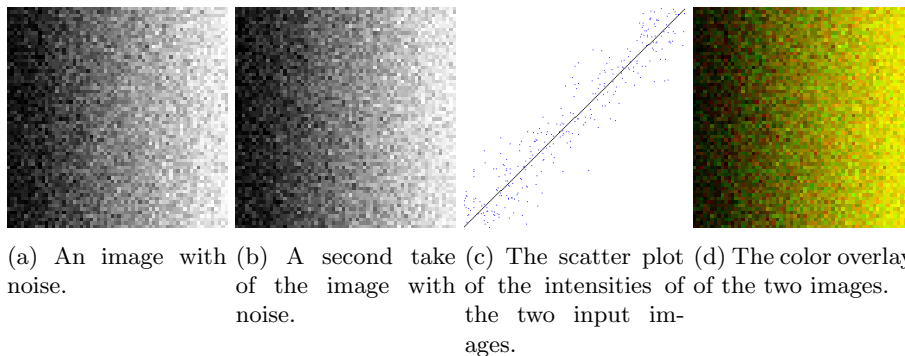 (a) An image with noise.
(b) A second take of the image with noise.
(c) The scatter plot of the intensities of the two input im-ages.
(d) The color overlay of the two images.